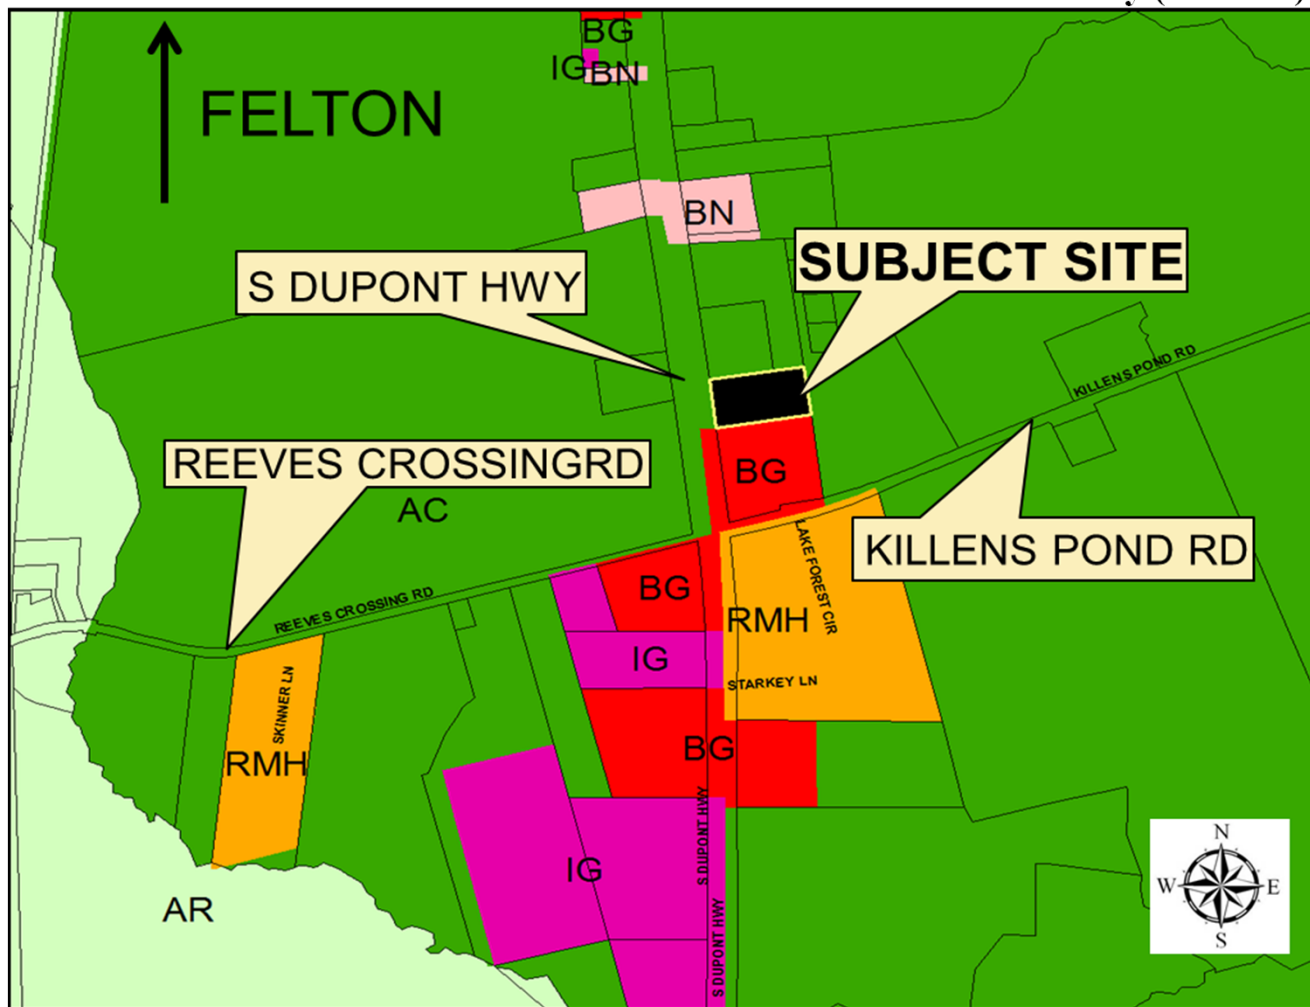 BG
IG
BN
FELTON
BN
SUBJECT SITE
S DUPONT HWY
KILLENS POND RD
REEVES CROSSINGRD
BG
AC
KILLENS POND RD
LAKE FOREST CIR
BG
REEVES CROSSING RD
RMH
IG
STARKEY LN
SKINNER LN
BG
RMH
S DUPONT HWY
N
IG
W
E
AR
S
S DUPONT HWY